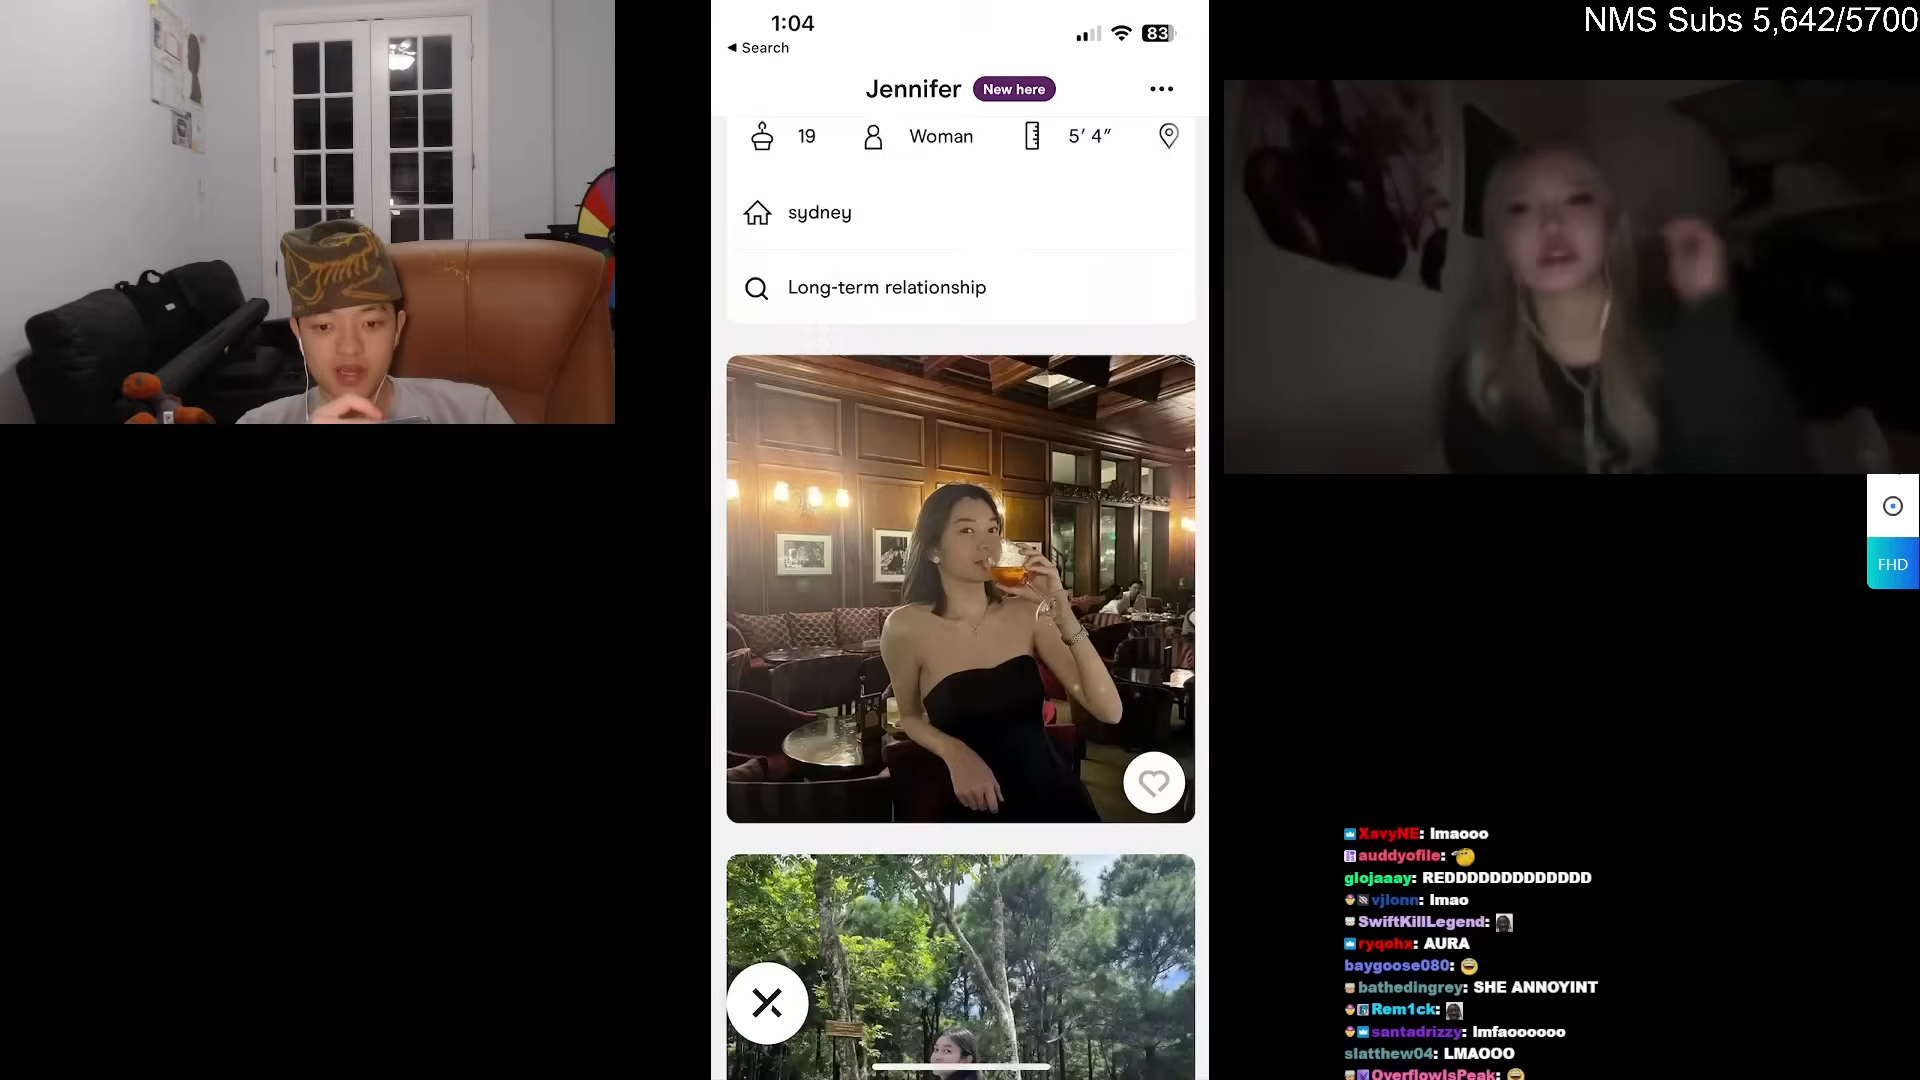 NMS Subs 5,642/5700
1:04
83
Search
Jennifer
New here
19
Woman
5′ 4″
sydney
Long-term relationship
FHD
XavyNE: lmaooo
auddyofile:
glojaaay: REDDDDDDDDDDDDD
vjlonn: lmao
SwiftKillLegend:
ryqohx: AURA
baygoose080:
bathedingrey: SHE ANNOYINT
Rem1ck:
santadrizzy: lmfaoooooo
slatthew04: LMAOOO
OverflowIsPeak: